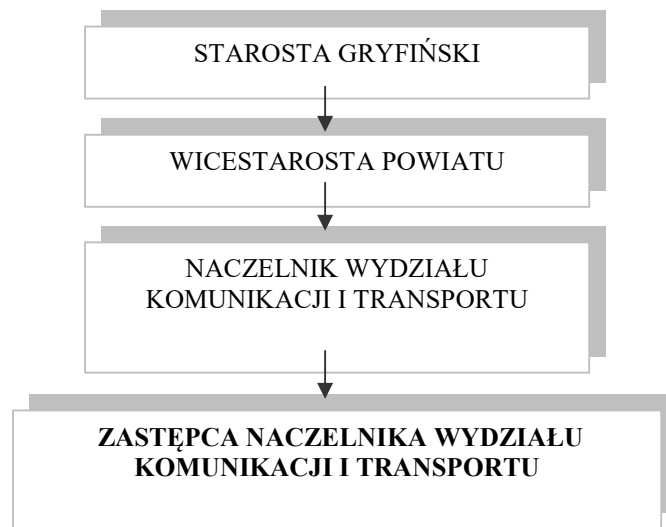 STAROSTA GRYFIŃSKI
WICESTAROSTA POWIATU
NACZELNIK WYDZIAŁU
KOMUNIKACJI I TRANSPORTU
ZASTĘPCA NACZELNIKA WYDZIAŁU
KOMUNIKACJI I TRANSPORTU